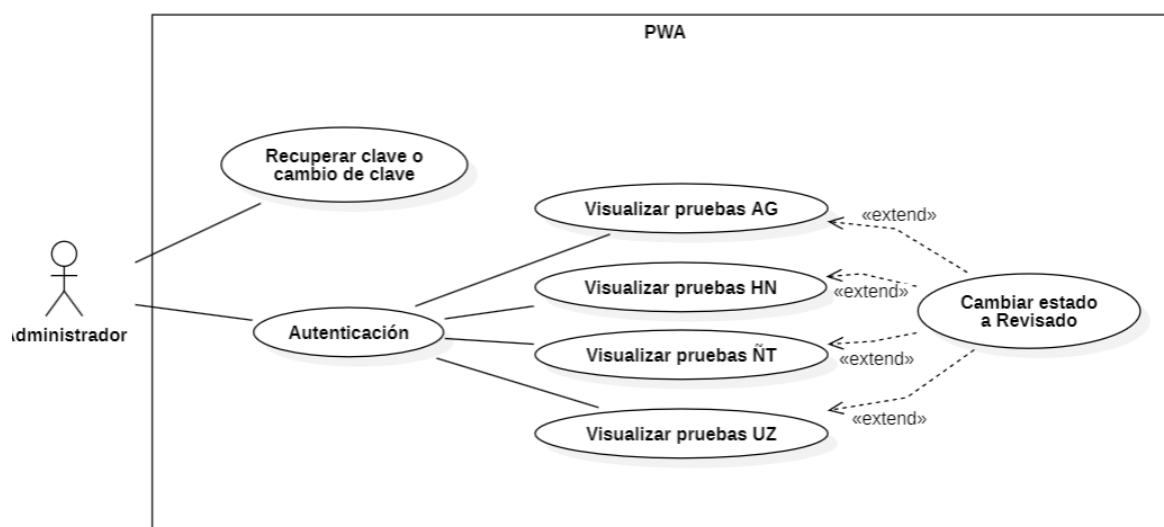 PWA
Recuperar clave o
cambio de clave
Visualizar pruebas AG
«extend»
Visualizar pruebas HN
«extend»
Cambiar estado
a Revisado
dministrador
Autenticación
Visualizar pruebas ÑT
«extend»
Visualizar pruebas UZ
«extend»